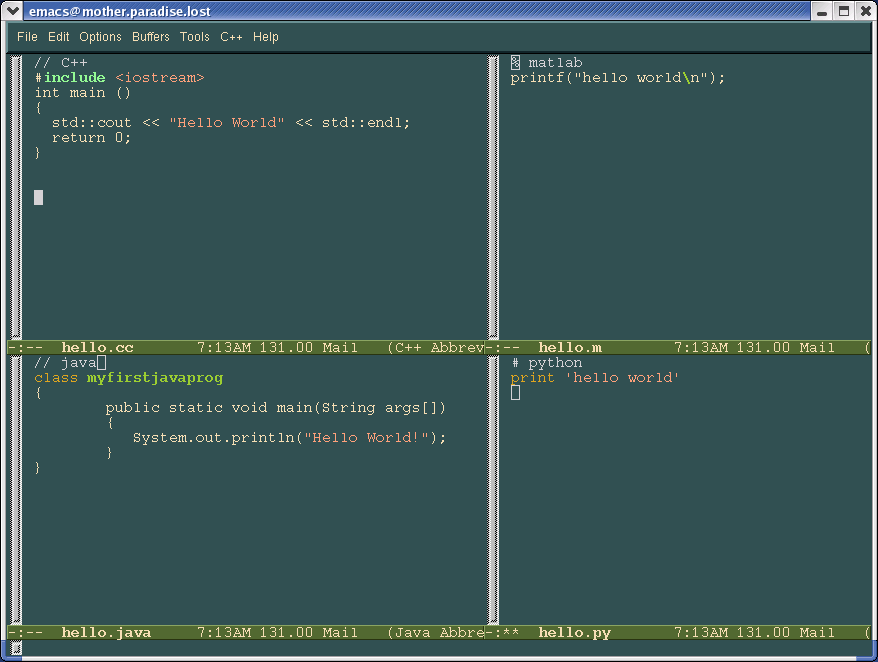 emacs@mother.paradise.lost
File Edit Options Buffers Tools C++ Help
// C++
#include <iostream>
int main ()
{
  std::cout << "Hello World" << std::endl;
  return 0;
}
-:-- hello.cc 7:13AM 131.00 Mail (C++ Abbrev
% matlab
printf("hello world\n");
-:-- hello.m 7:13AM 131.00 Mail (
// java
class myfirstjavaprog
{
        public static void main(String args[])
        {
           System.out.println("Hello World!");
        }
}
-:-- hello.java 7:13AM 131.00 Mail (Java Abbre
# python
print 'hello world'
-:** hello.py 7:13AM 131.00 Mail (